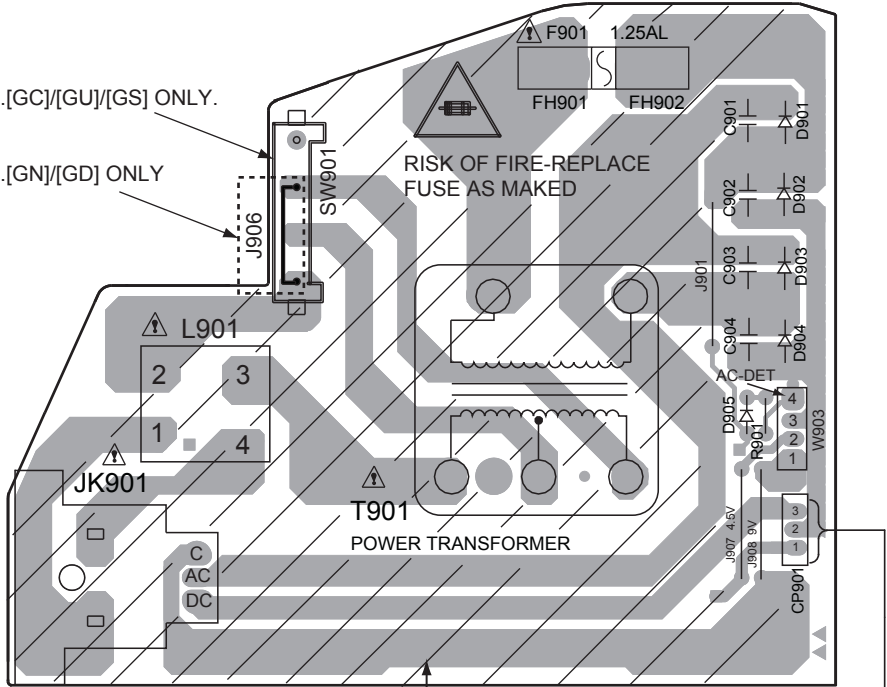 F901 1.25AL
FH901 FH902
.[GC]/[GU]/[GS] ONLY.
.[GN]/[GD] ONLY
SW901
J906
RISK OF FIRE-REPLACE
FUSE AS MAKED
C901
D901
C902
D902
C903
D903
C904
D904
J901
L901
2 3
1 4
JK901
AC-DET
D905
R901
4
3
2
1
W903
T901
POWER TRANSFORMER
J907 4.5V
J908 9V
3
2
1
CP901
C
AC
DC